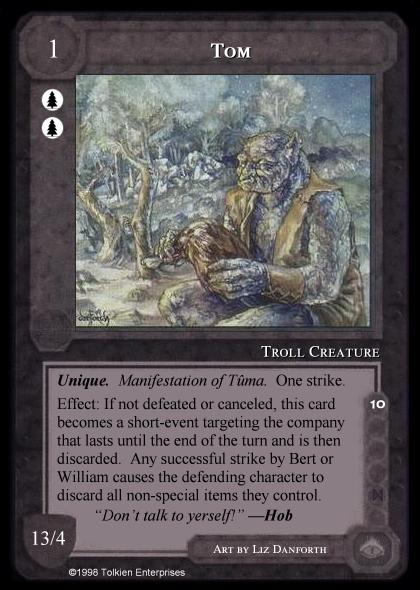 1
Tom
Danforth
Troll Creature
Unique. Manifestation of Tûma. One strike.
Effect: If not defeated or canceled, this card
becomes a short-event targeting the company
that lasts until the end of the turn and is then
discarded. Any successful strike by Bert or
William causes the defending character to
discard all non-special items they control.
“Don’t talk to yerself!” —Hob
10
13/4
Art by Liz Danforth
©1998 Tolkien Enterprises